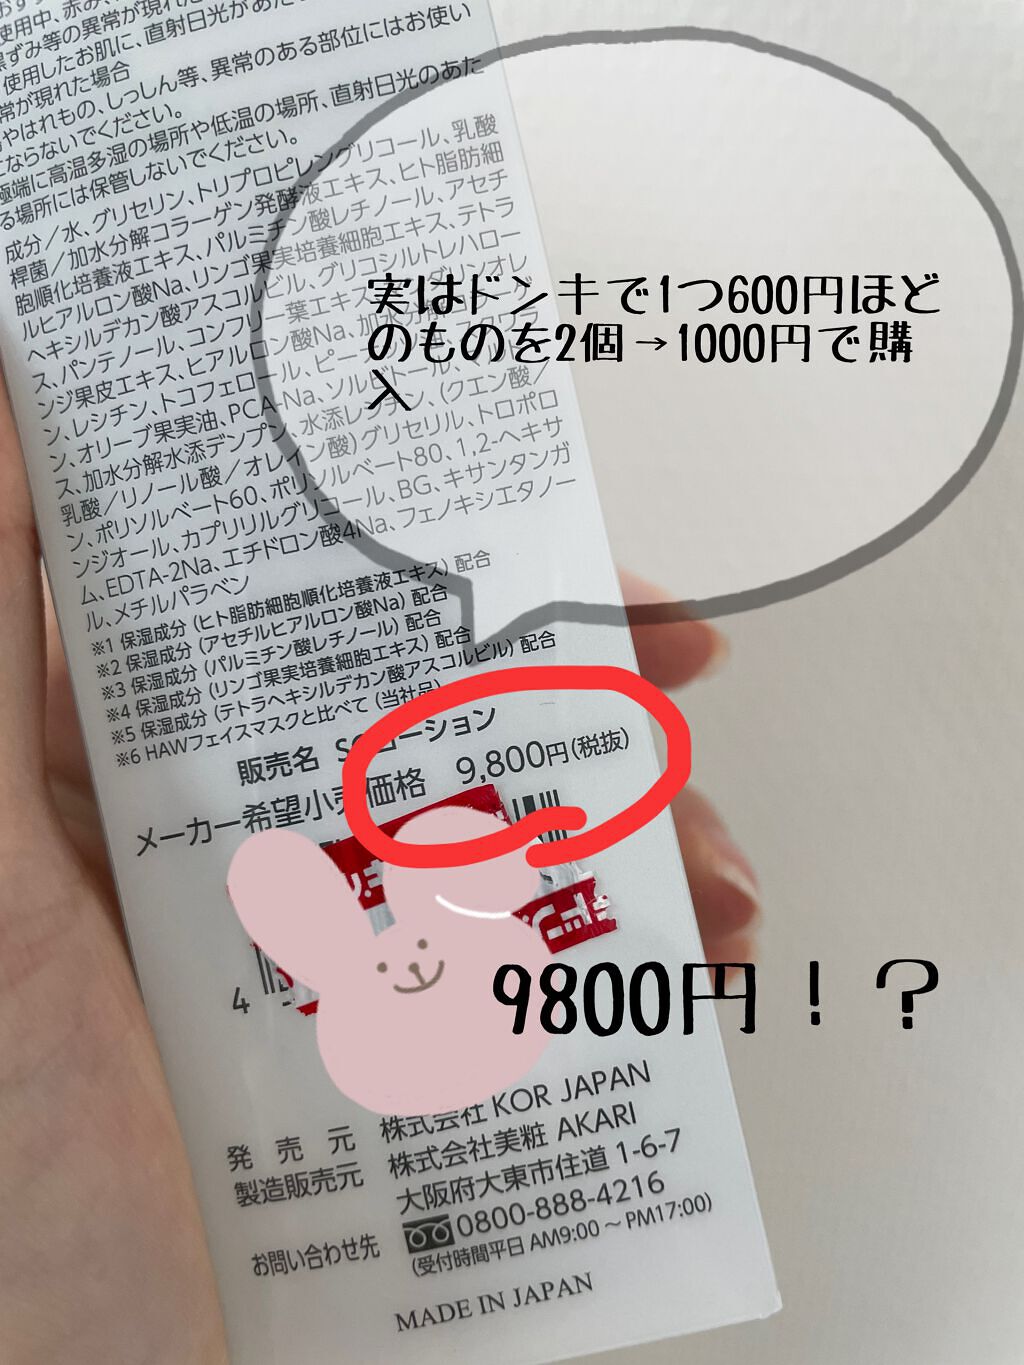 使用中、赤み、
黒ずみ等の異常が現れた
使用したお肌に、直射日光があた
常が現れた場合
やはれもの、しっしん等、異常のある部位にはお使い
にならないでください。
極端に高温多湿の場所や低温の場所、直射日光のあた
る場所には保管しないでください。
成分／水、グリセリン、トリプロピレングリコール、乳酸
桿菌／加水分解コラーゲン発酵液エキス、ヒト脂肪細
胞順化培養液エキス、パルミチン酸レチノール、アセチ
ルヒアルロン酸Na、リンゴ果実培養細胞エキス、テトラ
ヘキシルデカン酸アスコルビル、グリコシルトレハロー
ス、パンテノール、コンフリー葉エキス
グリンオレ
ンジ果皮エキス、ヒアルロン酸Na、加水分解
ン、レシチン、トコフェロール、ピー
スクワラ
ン、オリーブ果実油、PCA-Na、ソルビトール、
ス、加水分解水添デンプン、水添レシチン、(クエン酸／
乳酸／リノール酸／オレイン酸)グリセリル、トロポロ
ン、ポリソルベート60、ポリソルベート80、1,2-ヘキサ
ンジオール、カプリリルグリコール、BG、キサンタンガ
ム、EDTA-2Na、エチドロン酸4Na、フェノキシエタノー
ル、メチルパラベン
実はドンキで1つ600円ほど
のものを2個→1000円で購
入
※1 保湿成分 (ヒト脂肪細胞順化培養液エキス) 配合
※2 保湿成分 (アセチルヒアルロン酸Na) 配合
※3 保湿成分 (パルミチン酸レチノール) 配合
※4 保湿成分 (リンゴ果実培養細胞エキス) 配合
※5 保湿成分 (テトラヘキシルデカン酸アスコルビル) 配合
※6 HAWフェイスマスクと比べて (当社品)
販売名 S ローション
メーカー希望小売価格 9,800円(税抜)
4
9800円！？
発売元 株式会社 KOR JAPAN
製造販売元 株式会社美粧 AKARI
大阪府大東市住道 1-6-7
お問い合わせ先 0800-888-4216
(受付時間平日 AM9:00 ～ PM17:00)
MADE IN JAPAN